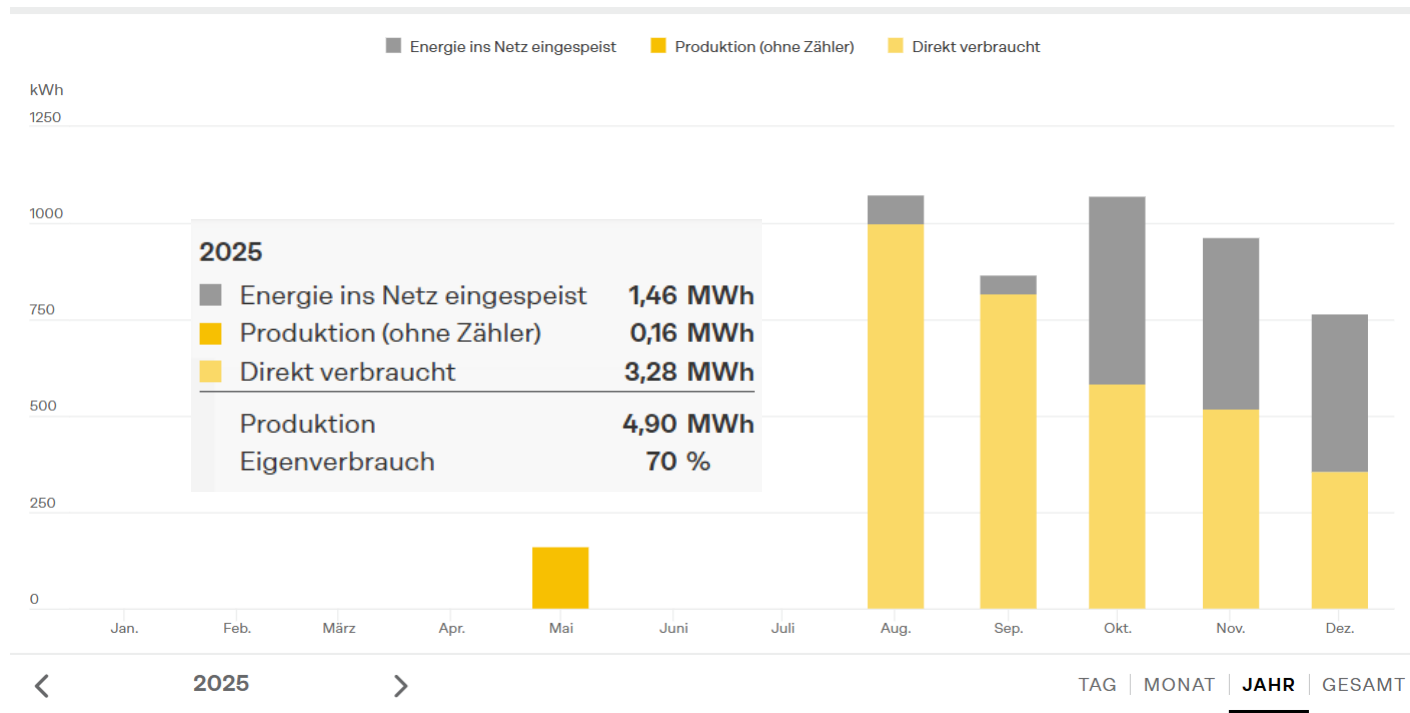 Energie ins Netz eingespeist Produktion (ohne Zähler) Direkt verbraucht
kWh
1250
1000
750
500
250
0
2025
Energie ins Netz eingespeist 1,46 MWh
Produktion (ohne Zähler) 0,16 MWh
Direkt verbraucht 3,28 MWh
Produktion 4,90 MWh
Eigenverbrauch 70 %
Jan. Feb. März Apr. Mai Juni Juli Aug. Sep. Okt. Nov. Dez.
2025 TAG MONAT JAHR GESAMT